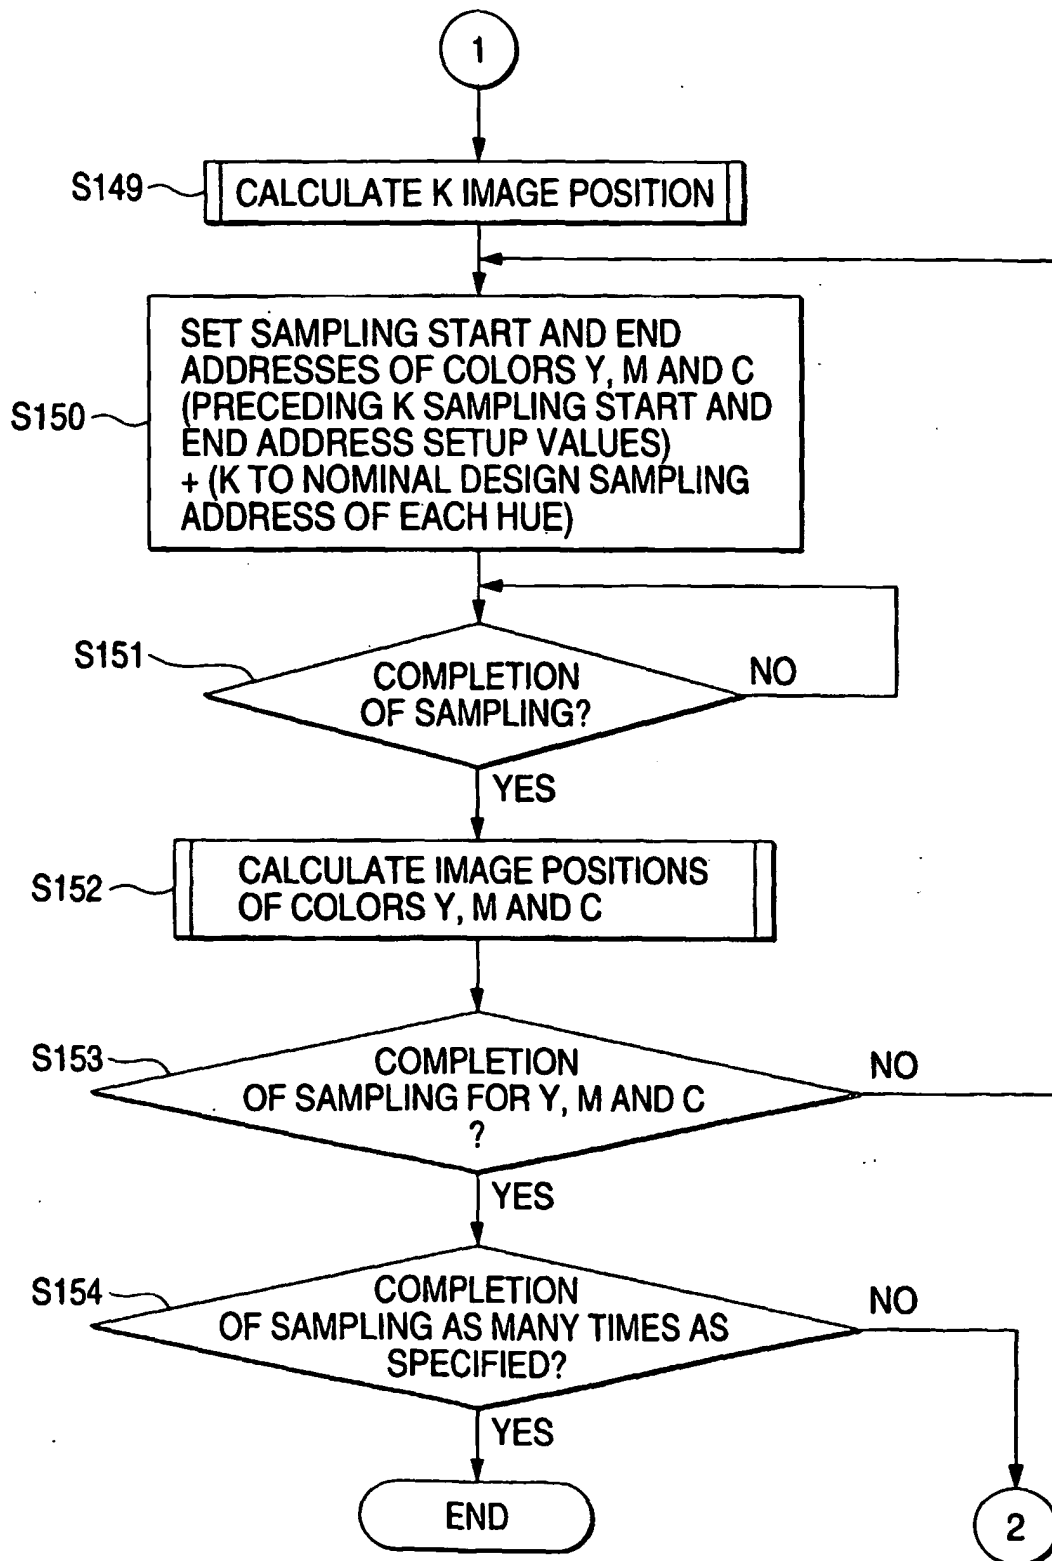 1
S149
CALCULATE K IMAGE POSITION
S150
SET SAMPLING START AND END
ADDRESSES OF COLORS Y, M AND C
(PRECEDING K SAMPLING START AND
END ADDRESS SETUP VALUES)
+ (K TO NOMINAL DESIGN SAMPLING
ADDRESS OF EACH HUE)
S151
COMPLETION
OF SAMPLING?
NO
YES
S152
CALCULATE IMAGE POSITIONS
OF COLORS Y, M AND C
S153
COMPLETION
OF SAMPLING FOR Y, M AND C
?
NO
YES
S154
COMPLETION
OF SAMPLING AS MANY TIMES AS
SPECIFIED?
NO
YES
END
2